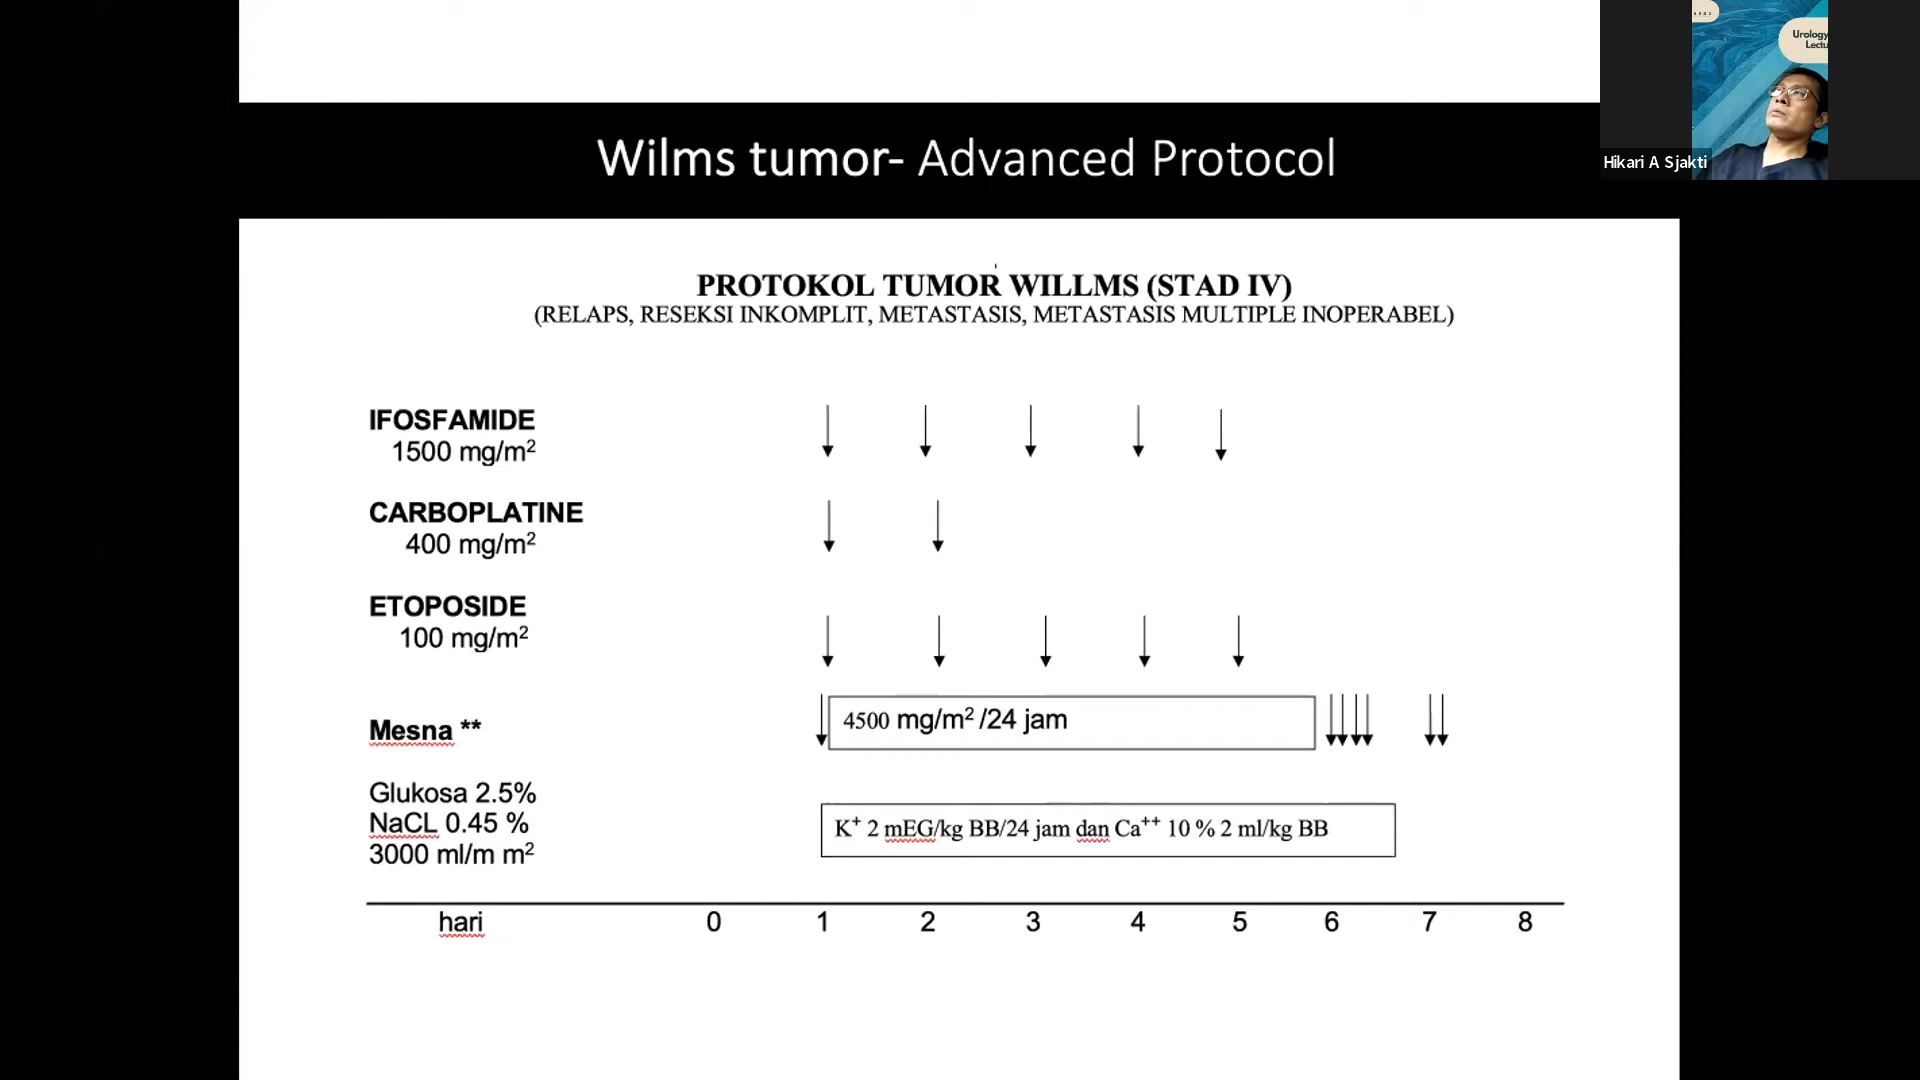 Urology
Lectu
Hikari A Sjakti
Wilms tumor- Advanced Protocol
PROTOKOL TUMOR WILLMS (STAD IV)
(RELAPS, RESEKSI INKOMPLIT, METASTASIS, METASTASIS MULTIPLE INOPERABEL)
IFOSFAMIDE
1500 mg/m²
CARBOPLATINE
400 mg/m²
ETOPOSIDE
100 mg/m²
Mesna **
4500 mg/m² /24 jam
Glukosa 2.5%
NaCL 0.45 %
3000 ml/m m²
K⁺ 2 mEG/kg BB/24 jam dan Ca⁺⁺ 10 % 2 ml/kg BB
hari 0 1 2 3 4 5 6 7 8